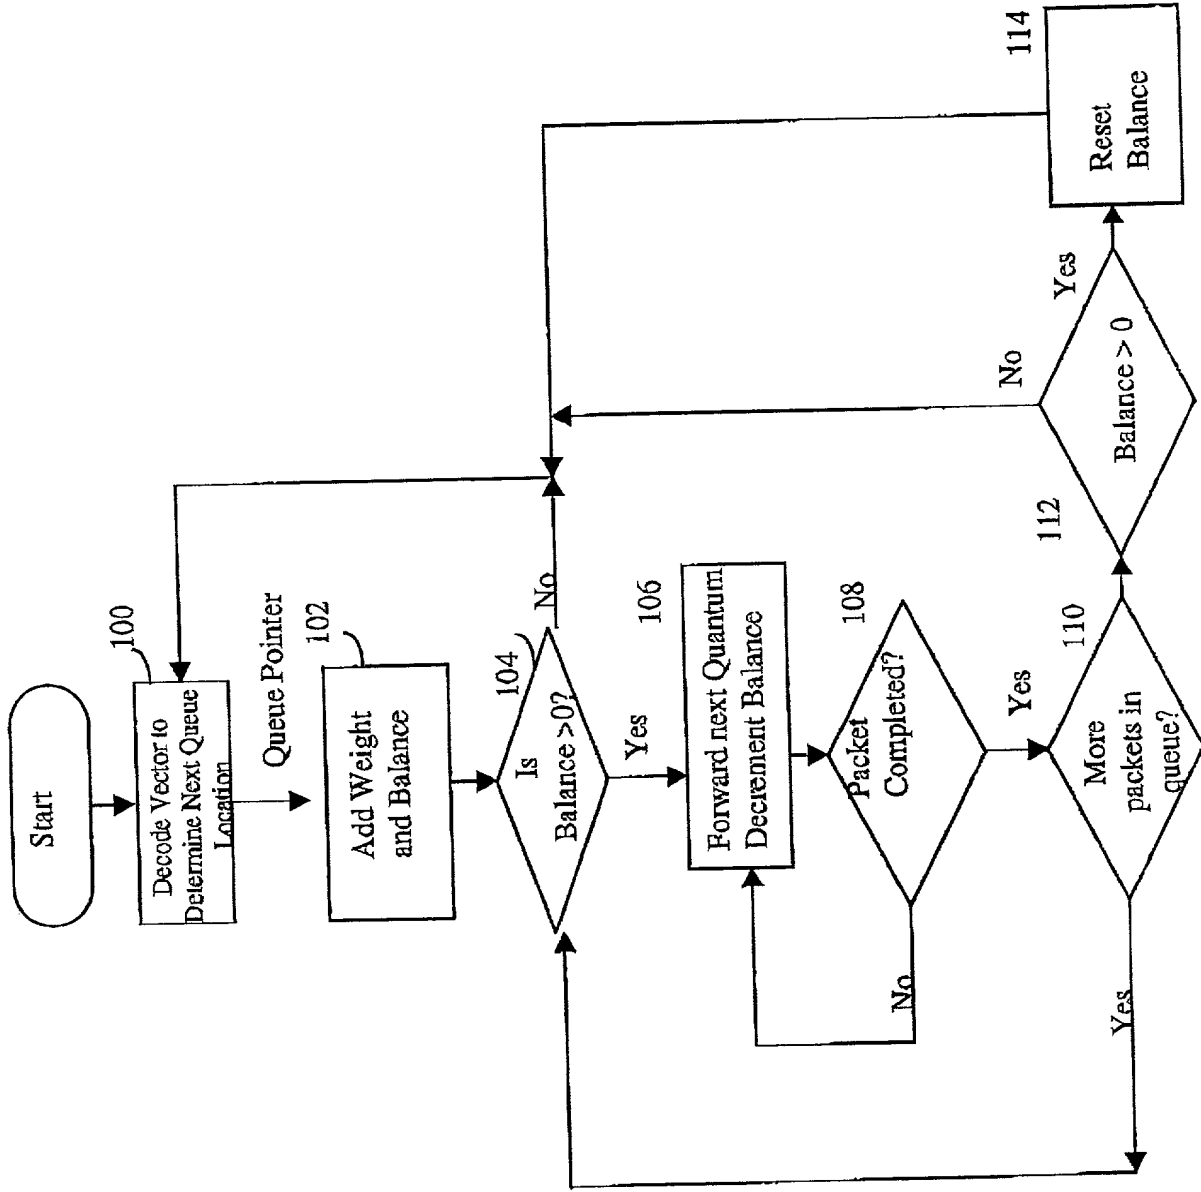 Start
100
Decode Vector to
Delermine Next Queue
Location
Queue Pointer
102
Add Weight
and Balance
104
Is
Balance >0?
No
Yes
106
Forward next Quantum
Decrement Balance
108
Packet
Completed?
No
Yes
110
More
packets in
queue?
Yes
112
Balance > 0
No
Yes
114
Reset
Balance